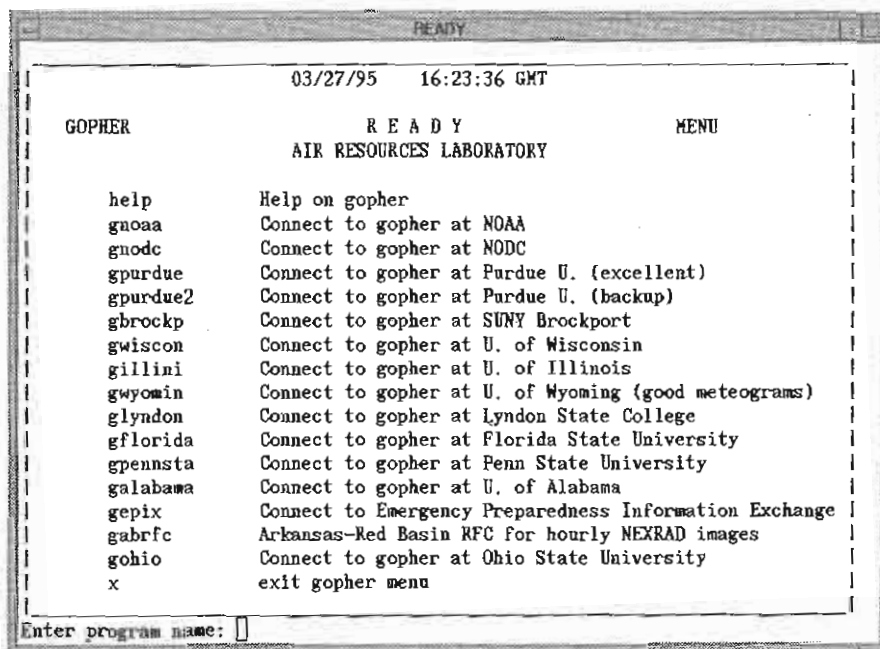 READY
03/27/95 16:23:36 GMT
GOPHER R E A D Y MENU
AIR RESOURCES LABORATORY
help Help on gopher
gnoaa Connect to gopher at NOAA
gnodc Connect to gopher at NODC
gpurdue Connect to gopher at Purdue U. (excellent)
gpurdue2 Connect to gopher at Purdue U. (backup)
gbrockp Connect to gopher at SUNY Brockport
gwiscon Connect to gopher at U. of Wisconsin
gillini Connect to gopher at U. of Illinois
gwyomin Connect to gopher at U. of Wyoming (good meteograms)
glyndon Connect to gopher at Lyndon State College
gflorida Connect to gopher at Florida State University
gpennsta Connect to gopher at Penn State University
galabama Connect to gopher at U. of Alabama
gepix Connect to Emergency Preparedness Information Exchange
gabrfc Arkansas-Red Basin RFC for hourly NEXRAD images
gohio Connect to gopher at Ohio State University
x exit gopher menu
Enter program name: